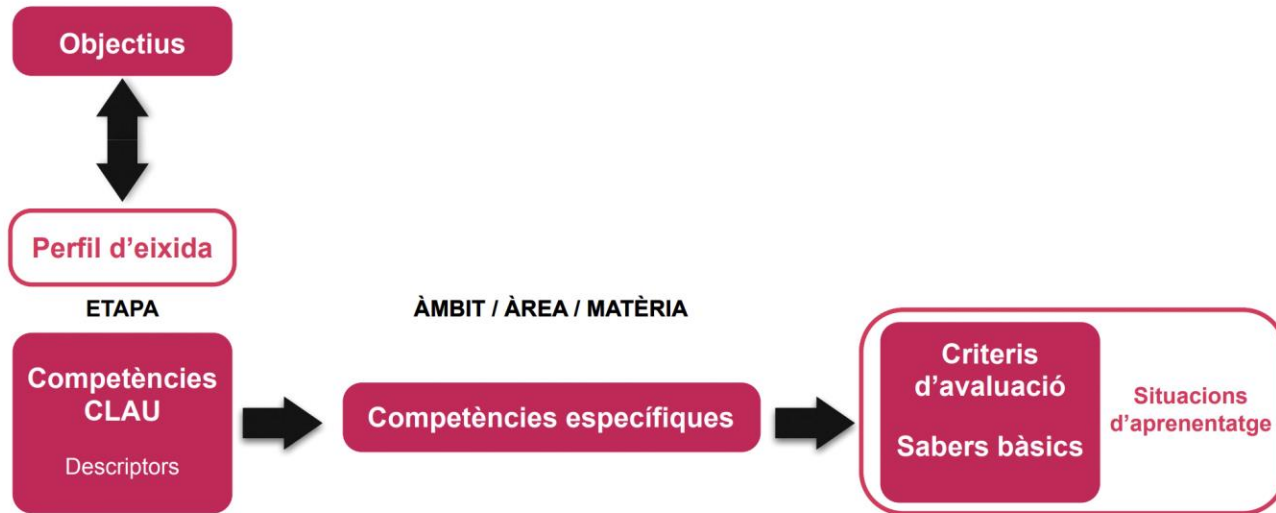 Objectius
Perfil d'eixida
ETAPA
ÀMBIT / ÀREA / MATÈRIA
Competències
CLAU
Descriptors
Competències específiques
Criteris
d'avaluació
Sabers bàsics
Situacions
d'aprenentatge